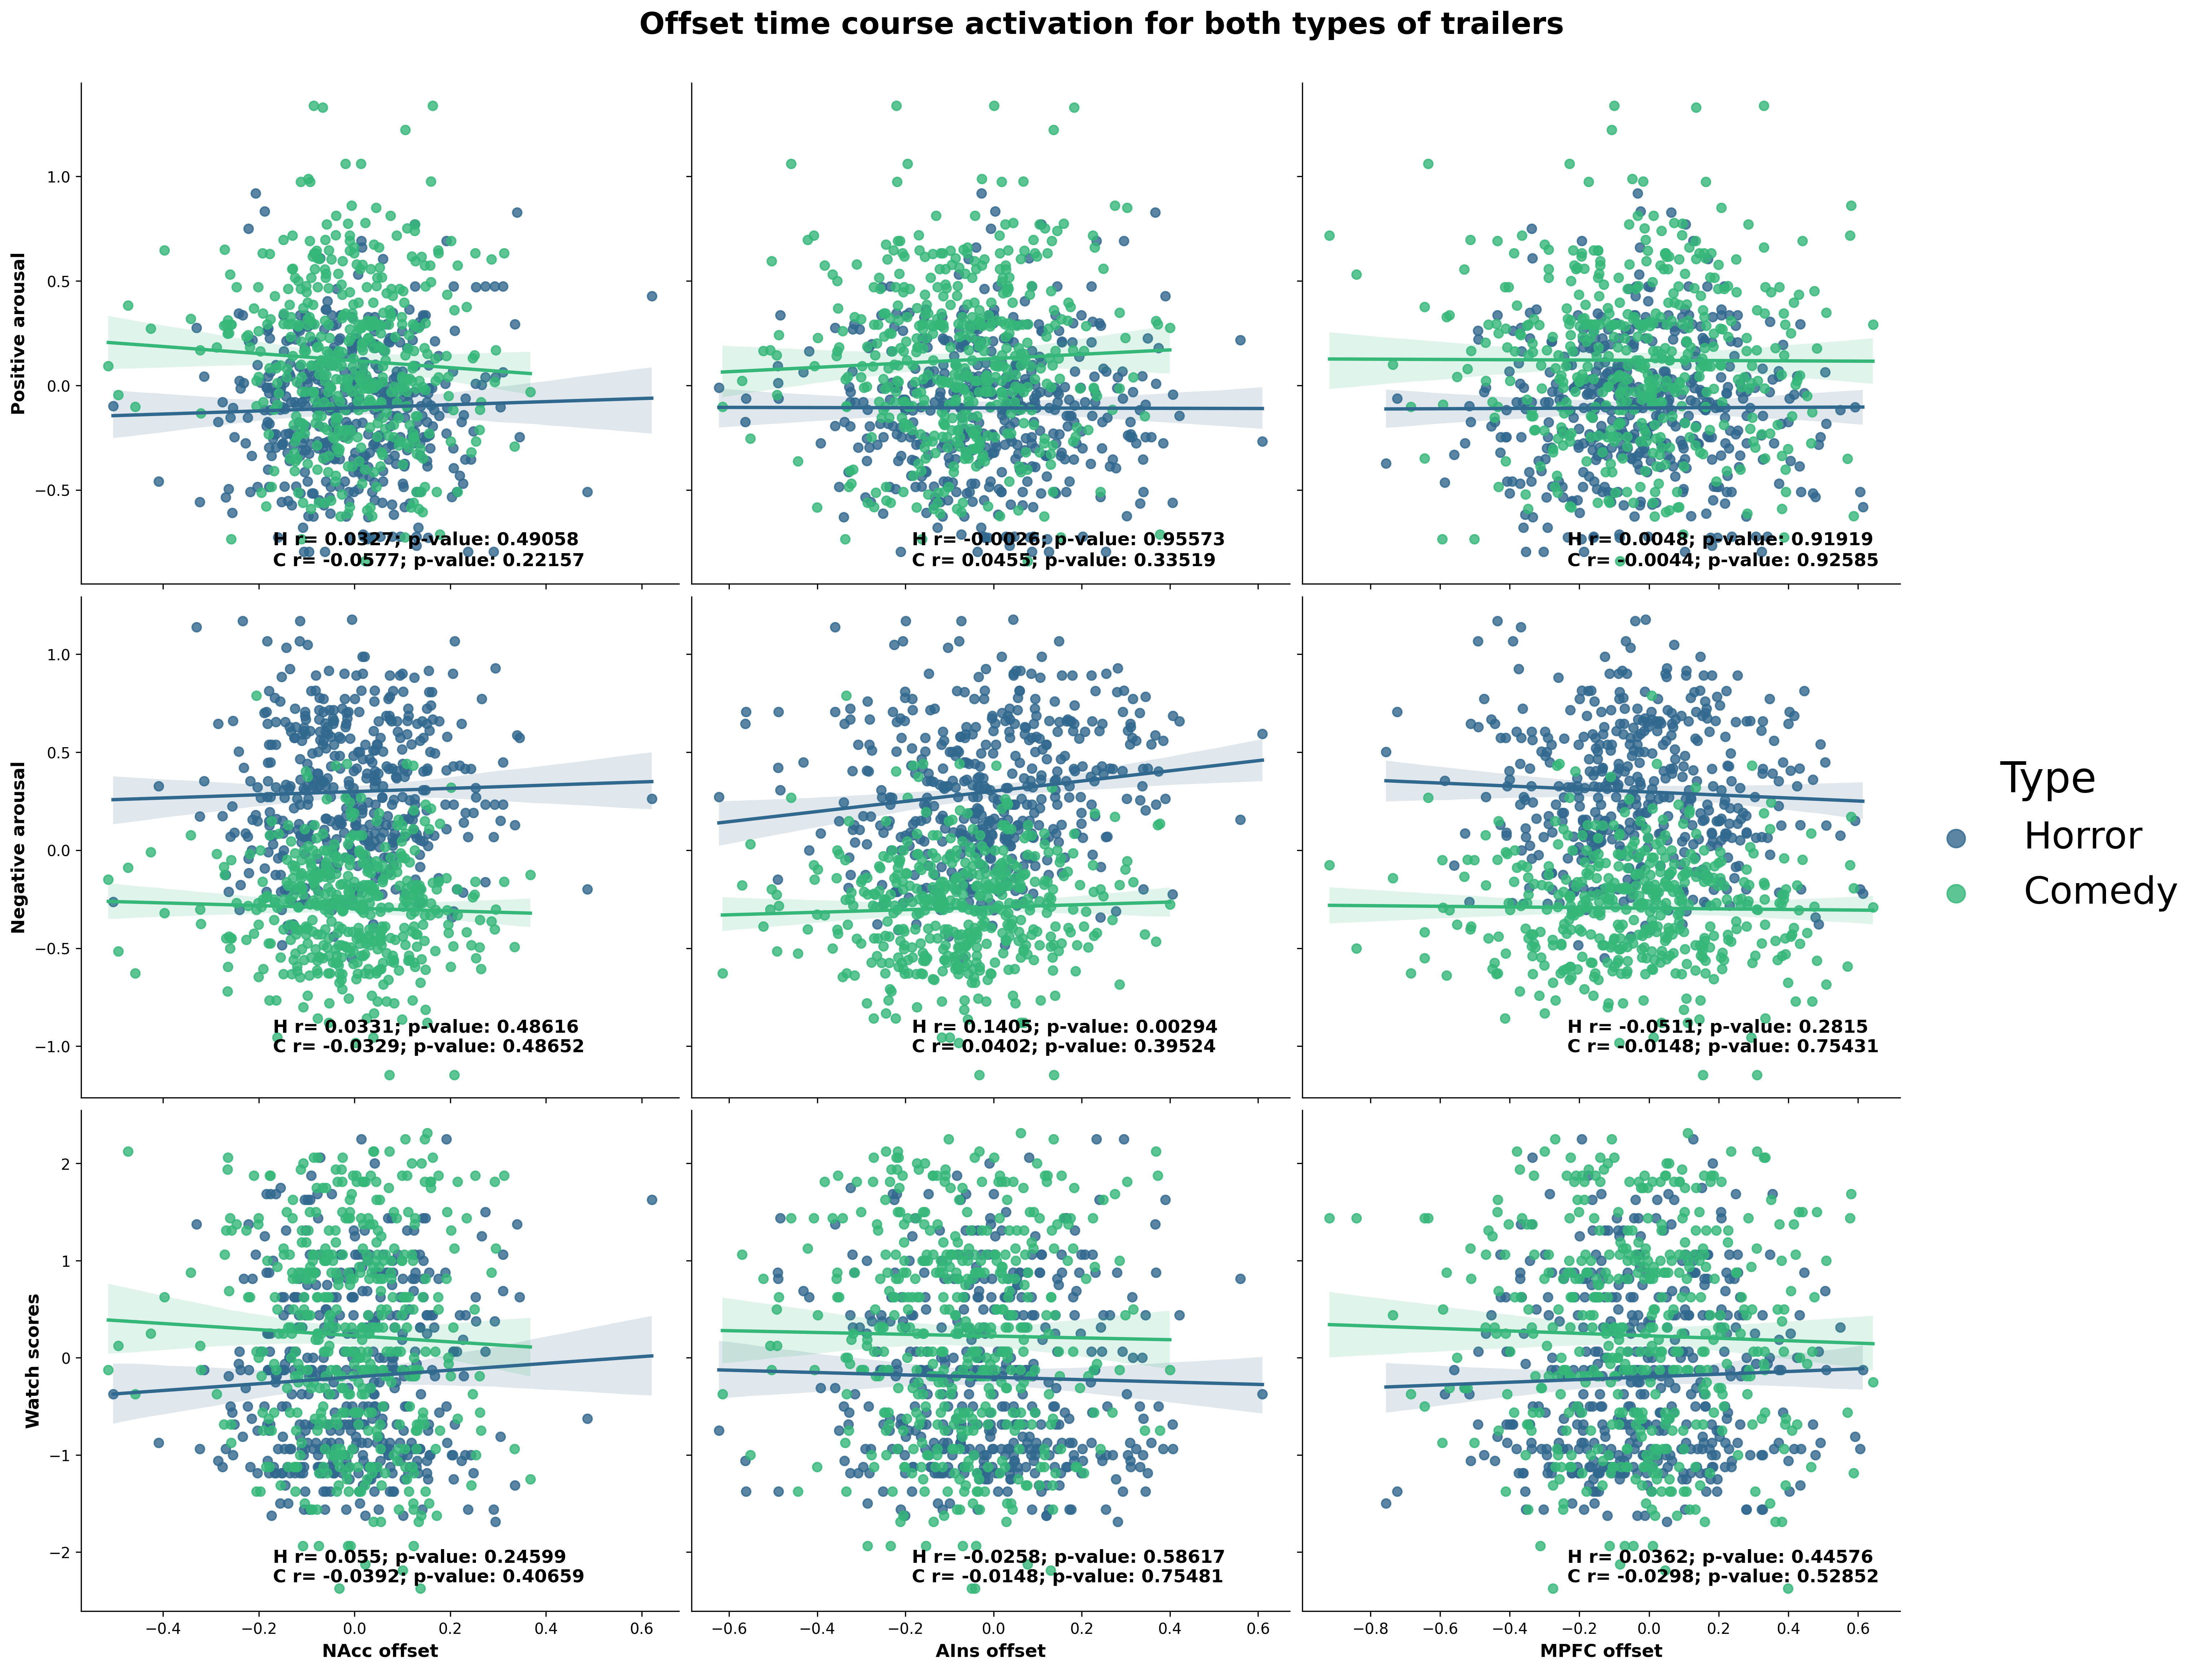 Offset time course activation for both types of trailers
Positive arousal
1.0
0.5
0.0
−0.5
H r= 0.0327; p-value: 0.49058
C r= -0.0577; p-value: 0.22157
H r= -0.0026; p-value: 0.95573
C r= 0.0455; p-value: 0.33519
H r= 0.0048; p-value: 0.91919
C r= -0.0044; p-value: 0.92585
Negative arousal
1.0
0.5
0.0
−0.5
−1.0
H r= 0.0331; p-value: 0.48616
C r= -0.0329; p-value: 0.48652
H r= 0.1405; p-value: 0.00294
C r= 0.0402; p-value: 0.39524
H r= -0.0511; p-value: 0.2815
C r= -0.0148; p-value: 0.75431
Type
Horror
Comedy
Watch scores
2
1
0
−1
−2
H r= 0.055; p-value: 0.24599
C r= -0.0392; p-value: 0.40659
H r= -0.0258; p-value: 0.58617
C r= -0.0148; p-value: 0.75481
H r= 0.0362; p-value: 0.44576
C r= -0.0298; p-value: 0.52852
−0.4 −0.2 0.0 0.2 0.4 0.6
NAcc offset
−0.6 −0.4 −0.2 0.0 0.2 0.4 0.6
AIns offset
−0.8 −0.6 −0.4 −0.2 0.0 0.2 0.4 0.6
MPFC offset